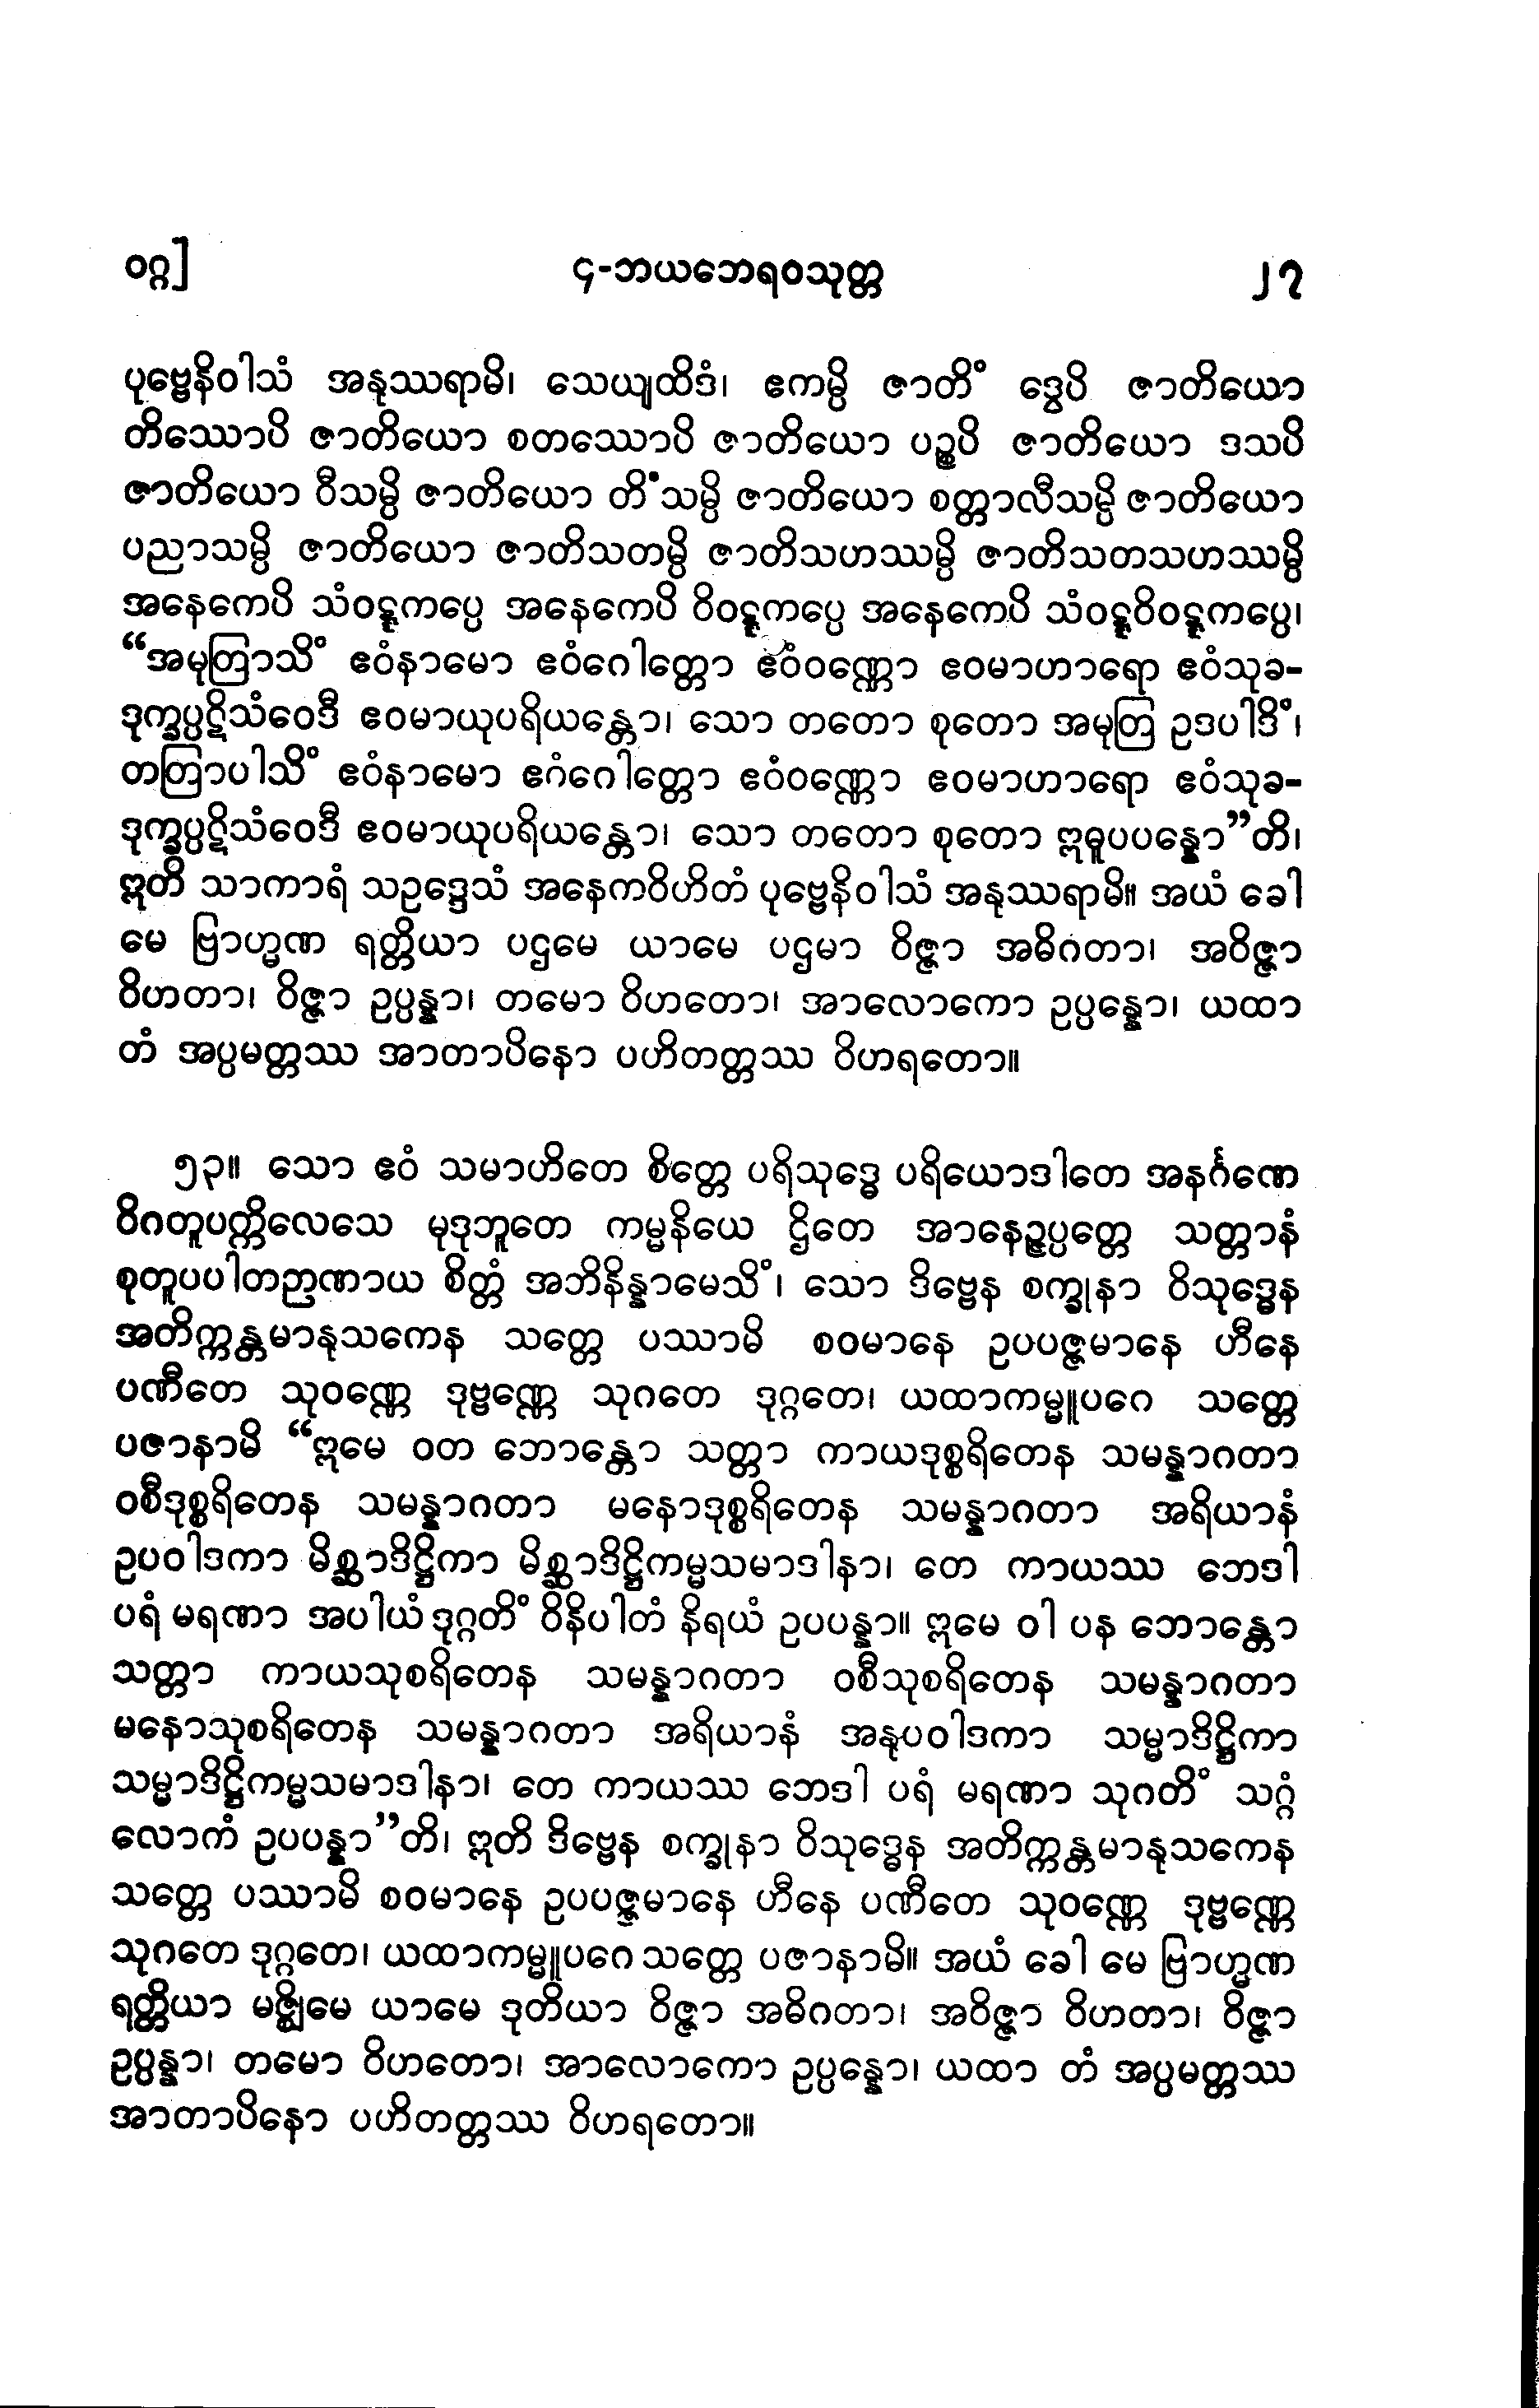 ဝဂ္ဂ] ၄-ဘယဘေရဝသုတ္တ ၂၇
ပုဗ္ဗေနိဝါသံ အနုဿရာမိ၊ သေယျထိဒံ၊ ဧကမ္ပိ ဇာတိံ ဒွေပိ ဇာတိယော
တိဿောပိ ဇာတိယော စတဿောပိ ဇာတိယော ပဉ္စပိ ဇာတိယော ဒသပိ
ဇာတိယော ဝီသမ္ပိ ဇာတိယော တိံသမ္ပိ ဇာတိယော စတ္တာလီသမ္ပိ ဇာတိယော
ပညာသမ္ပိ ဇာတိယော ဇာတိသတမ္ပိ ဇာတိသဟဿမ္ပိ ဇာတိသတသဟဿမ္ပိ
အနေကေပိ သံဝဋ္ဋကပ္ပေ အနေကေပိ ဝိဝဋ္ဋကပ္ပေ အနေကေပိ သံဝဋ္ဋဝိဝဋ္ဋကပ္ပေ၊
“အမုတြာသိံ ဧဝံနာမော ဧဝံဂေါတ္တော ဧဝံဝဏ္ဏော ဧဝမာဟာရော ဧဝံသုခ-
ဒုက္ခပ္ပဋိသံဝေဒီ ဧဝမာယုပရိယန္တော၊ သော တတော စုတော အမုတြ ဥဒပါဒိံ၊
တတြာပါသိံ ဧဝံနာမော ဧဂံဂေါတ္တော ဧဝံဝဏ္ဏော ဧဝမာဟာရော ဧဝံသုခ-
ဒုက္ခပ္ပဋိသံဝေဒီ ဧဝမာယုပရိယန္တော၊ သော တတော စုတော ဣဓူပပန္နော”တိ၊
ဣတိ သာကာရံ သဥဒ္ဒေသံ အနေကဝိဟိတံ ပုဗ္ဗေနိဝါသံ အနုဿရာမိ။ အယံ ခေါ
မေ ဗြာဟ္မဏ ရတ္တိယာ ပဌမေ ယာမေ ပဌမာ ဝိဇ္ဇာ အဓိဂတာ၊ အဝိဇ္ဇာ
ဝိဟတာ၊ ဝိဇ္ဇာ ဥပ္ပန္နာ၊ တမော ဝိဟတော၊ အာလောကော ဥပ္ပန္နော၊ ယထာ
တံ အပ္ပမတ္တဿ အာတာပိနော ပဟိတတ္တဿ ဝိဟရတော။
၅၃။ သော ဧဝံ သမာဟိတေ စိတ္တေ ပရိသုဒ္ဓေ ပရိယောဒါတေ အနင်္ဂဏေ
ဝိဂတူပက္ကိလေသေ မုဒုဘူတေ ကမ္မနိယေ ဌိတေ အာနေဉ္ဇပ္ပတ္တေ သတ္တာနံ
စုတူပပါတဉာဏာယ စိတ္တံ အဘိနိန္နာမေသိံ၊ သော ဒိဗ္ဗေန စက္ခုနာ ဝိသုဒ္ဓေန
အတိက္ကန္တမာနုသကေန သတ္တေ ပဿာမိ စဝမာနေ ဥပပဇ္ဇမာနေ ဟီနေ
ပဏီတေ သုဝဏ္ဏေ ဒုဗ္ဗဏ္ဏေ သုဂတေ ဒုဂ္ဂတေ၊ ယထာကမ္မူပဂေ သတ္တေ
ပဇာနာမိ “ဣမေ ဝတ ဘောန္တော သတ္တာ ကာယဒုစ္စရိတေန သမန္နာဂတာ
ဝစီဒုစ္စရိတေန သမန္နာဂတာ မနောဒုစ္စရိတေန သမန္နာဂတာ အရိယာနံ
ဥပဝါဒကာ မိစ္ဆာဒိဋ္ဌိကာ မိစ္ဆာဒိဋ္ဌိကမ္မသမာဒါနာ၊ တေ ကာယဿ ဘေဒါ
ပရံ မရဏာ အပါယံ ဒုဂ္ဂတိံ ဝိနိပါတံ နိရယံ ဥပပန္နာ။ ဣမေ ဝါ ပန ဘောန္တော
သတ္တာ ကာယသုစရိတေန သမန္နာဂတာ ဝစီသုစရိတေန သမန္နာဂတာ
မနောသုစရိတေန သမန္နာဂတာ အရိယာနံ အနုပဝါဒကာ သမ္မာဒိဋ္ဌိကာ
သမ္မာဒိဋ္ဌိကမ္မသမာဒါနာ၊ တေ ကာယဿ ဘေဒါ ပရံ မရဏာ သုဂတိံ သဂ္ဂံ
လောကံ ဥပပန္နာ”တိ၊ ဣတိ ဒိဗ္ဗေန စက္ခုနာ ဝိသုဒ္ဓေန အတိက္ကန္တမာနုသကေန
သတ္တေ ပဿာမိ စဝမာနေ ဥပပဇ္ဇမာနေ ဟီနေ ပဏီတေ သုဝဏ္ဏေ ဒုဗ္ဗဏ္ဏေ
သုဂတေ ဒုဂ္ဂတေ၊ ယထာကမ္မူပဂေ သတ္တေ ပဇာနာမိ။ အယံ ခေါ မေ ဗြာဟ္မဏ
ရတ္တိယာ မဇ္ဈိမေ ယာမေ ဒုတိယာ ဝိဇ္ဇာ အဓိဂတာ၊ အဝိဇ္ဇာ ဝိဟတာ၊ ဝိဇ္ဇာ
ဥပ္ပန္နာ၊ တမော ဝိဟတော၊ အာလောကော ဥပ္ပန္နော၊ ယထာ တံ အပ္ပမတ္တဿ
အာတာပိနော ပဟိတတ္တဿ ဝိဟရတော။